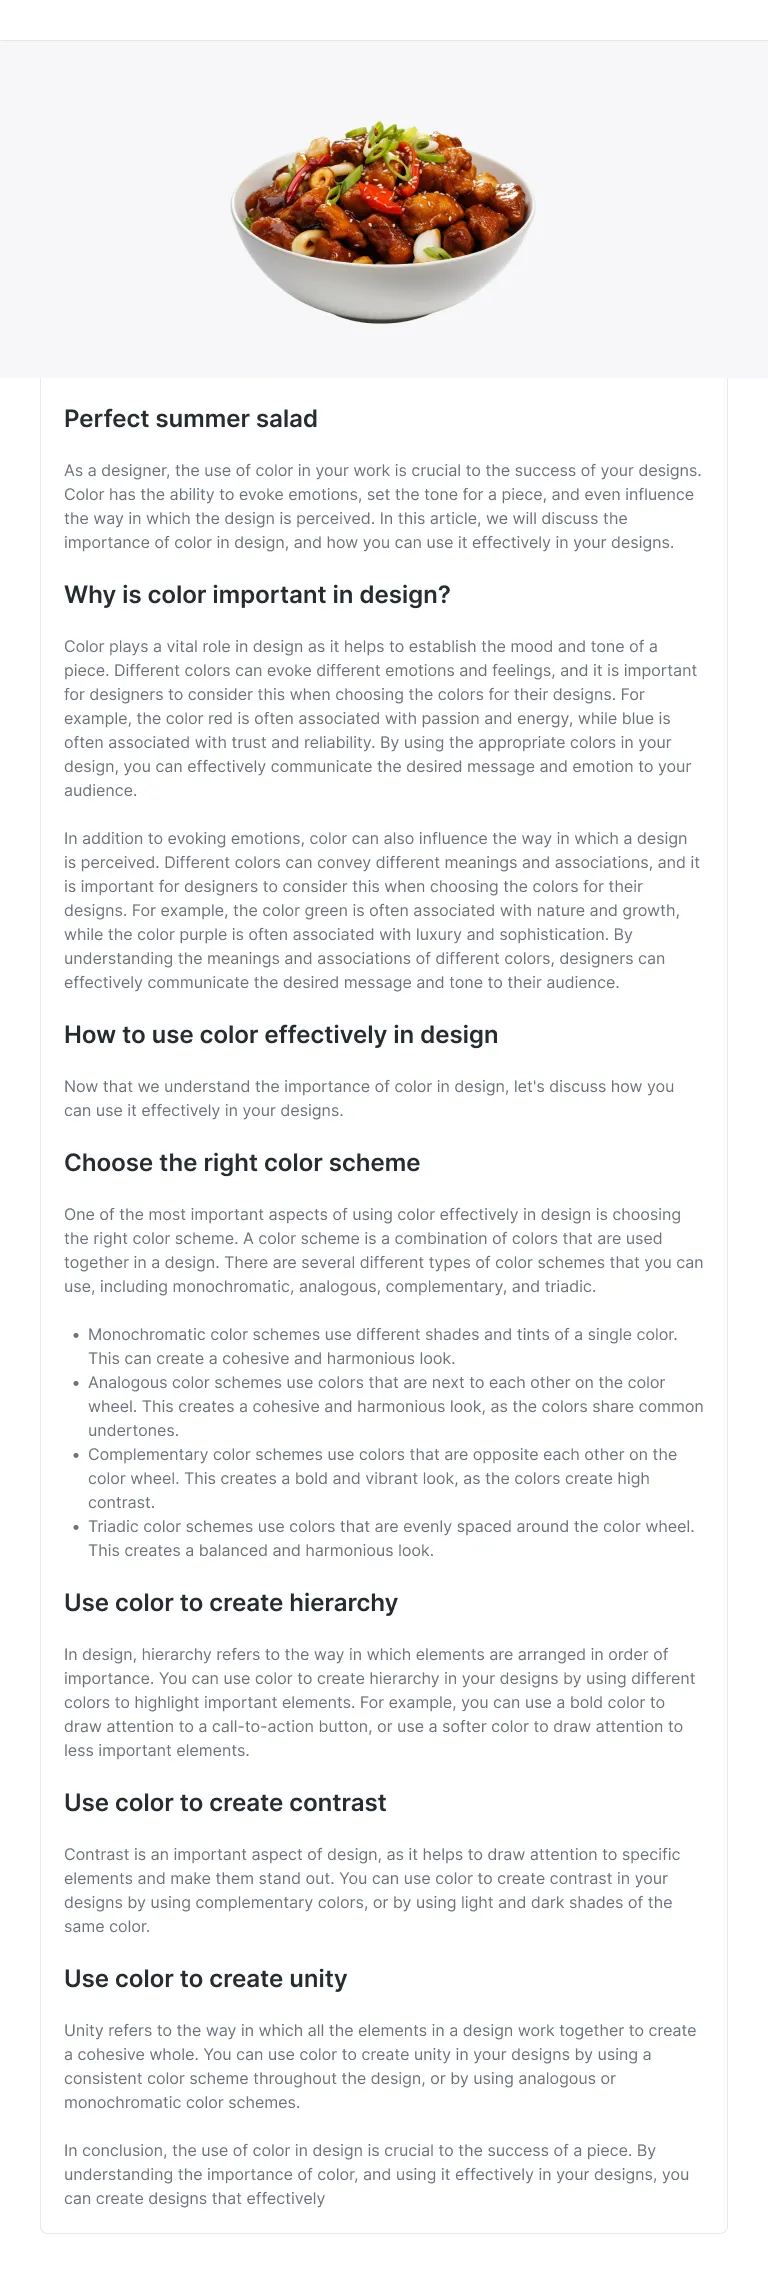 Perfect summer salad
As a designer, the use of color in your work is crucial to the success of your designs.
Color has the ability to evoke emotions, set the tone for a piece, and even influence
the way in which the design is perceived. In this article, we will discuss the
importance of color in design, and how you can use it effectively in your designs.
Why is color important in design?
Color plays a vital role in design as it helps to establish the mood and tone of a
piece. Different colors can evoke different emotions and feelings, and it is important
for designers to consider this when choosing the colors for their designs. For
example, the color red is often associated with passion and energy, while blue is
often associated with trust and reliability. By using the appropriate colors in your
design, you can effectively communicate the desired message and emotion to your
audience.
In addition to evoking emotions, color can also influence the way in which a design
is perceived. Different colors can convey different meanings and associations, and it
is important for designers to consider this when choosing the colors for their
designs. For example, the color green is often associated with nature and growth,
while the color purple is often associated with luxury and sophistication. By
understanding the meanings and associations of different colors, designers can
effectively communicate the desired message and tone to their audience.
How to use color effectively in design
Now that we understand the importance of color in design, let's discuss how you
can use it effectively in your designs.
Choose the right color scheme
One of the most important aspects of using color effectively in design is choosing
the right color scheme. A color scheme is a combination of colors that are used
together in a design. There are several different types of color schemes that you can
use, including monochromatic, analogous, complementary, and triadic.
• Monochromatic color schemes use different shades and tints of a single color.
This can create a cohesive and harmonious look.
• Analogous color schemes use colors that are next to each other on the color
wheel. This creates a cohesive and harmonious look, as the colors share common
undertones.
• Complementary color schemes use colors that are opposite each other on the
color wheel. This creates a bold and vibrant look, as the colors create high
contrast.
• Triadic color schemes use colors that are evenly spaced around the color wheel.
This creates a balanced and harmonious look.
Use color to create hierarchy
In design, hierarchy refers to the way in which elements are arranged in order of
importance. You can use color to create hierarchy in your designs by using different
colors to highlight important elements. For example, you can use a bold color to
draw attention to a call-to-action button, or use a softer color to draw attention to
less important elements.
Use color to create contrast
Contrast is an important aspect of design, as it helps to draw attention to specific
elements and make them stand out. You can use color to create contrast in your
designs by using complementary colors, or by using light and dark shades of the
same color.
Use color to create unity
Unity refers to the way in which all the elements in a design work together to create
a cohesive whole. You can use color to create unity in your designs by using a
consistent color scheme throughout the design, or by using analogous or
monochromatic color schemes.
In conclusion, the use of color in design is crucial to the success of a piece. By
understanding the importance of color, and using it effectively in your designs, you
can create designs that effectively